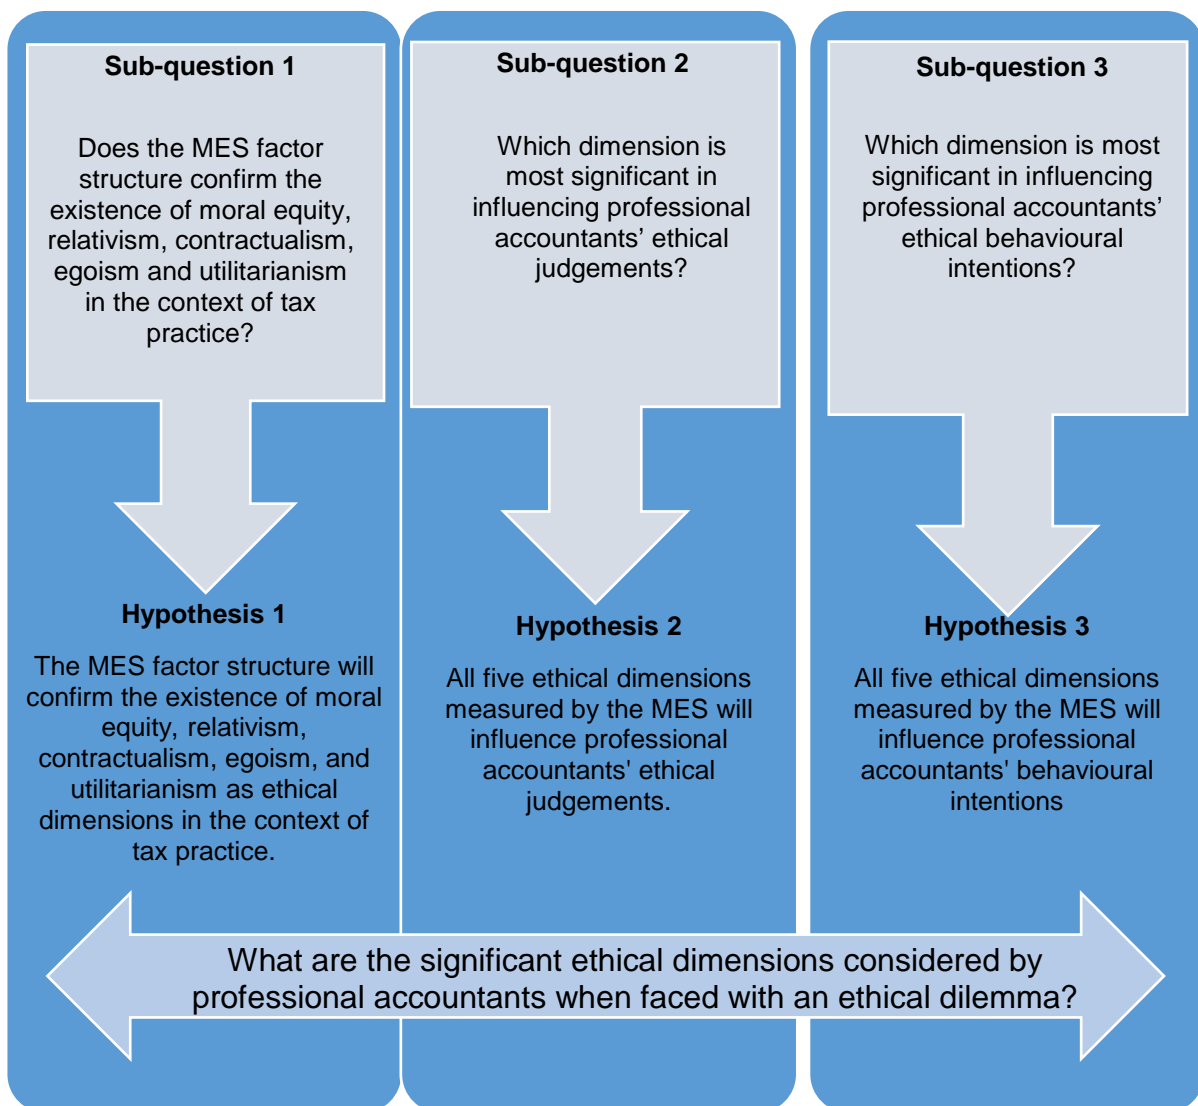 Sub-question 1
Does the MES factor
structure confirm the
existence of moral equity,
relativism, contractualism,
egoism and utilitarianism
in the context of tax
practice?
Hypothesis 1
The MES factor structure will
confirm the existence of moral
equity, relativism,
contractualism, egoism, and
utilitarianism as ethical
dimensions in the context of
tax practice.
Sub-question 2
Which dimension is
most significant in
influencing professional
accountants’ ethical
judgements?
Hypothesis 2
All five ethical dimensions
measured by the MES will
influence professional
accountants' ethical
judgements.
Sub-question 3
Which dimension is most
significant in influencing
professional accountants’
ethical behavioural
intentions?
Hypothesis 3
All five ethical dimensions
measured by the MES will
influence professional
accountants' behavioural
intentions
What are the significant ethical dimensions considered by
professional accountants when faced with an ethical dilemma?